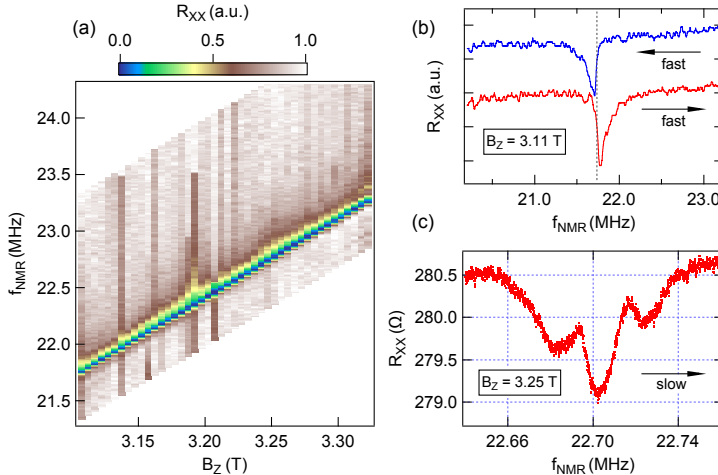 R_XX (a.u.)
(a)
0.0 0.5 1.0
24.0
23.5
23.0
22.5
22.0
21.5
f_NMR (MHz)
3.15 3.20 3.25 3.30
B_Z (T)
(b)
R_XX (a.u.)
fast
fast
B_Z = 3.11 T
21.0 22.0 23.0
f_NMR (MHz)
(c)
280.5
280.0
279.5
279.0
R_XX (Ω)
B_Z = 3.25 T
slow
22.66 22.70 22.74
f_NMR (MHz)